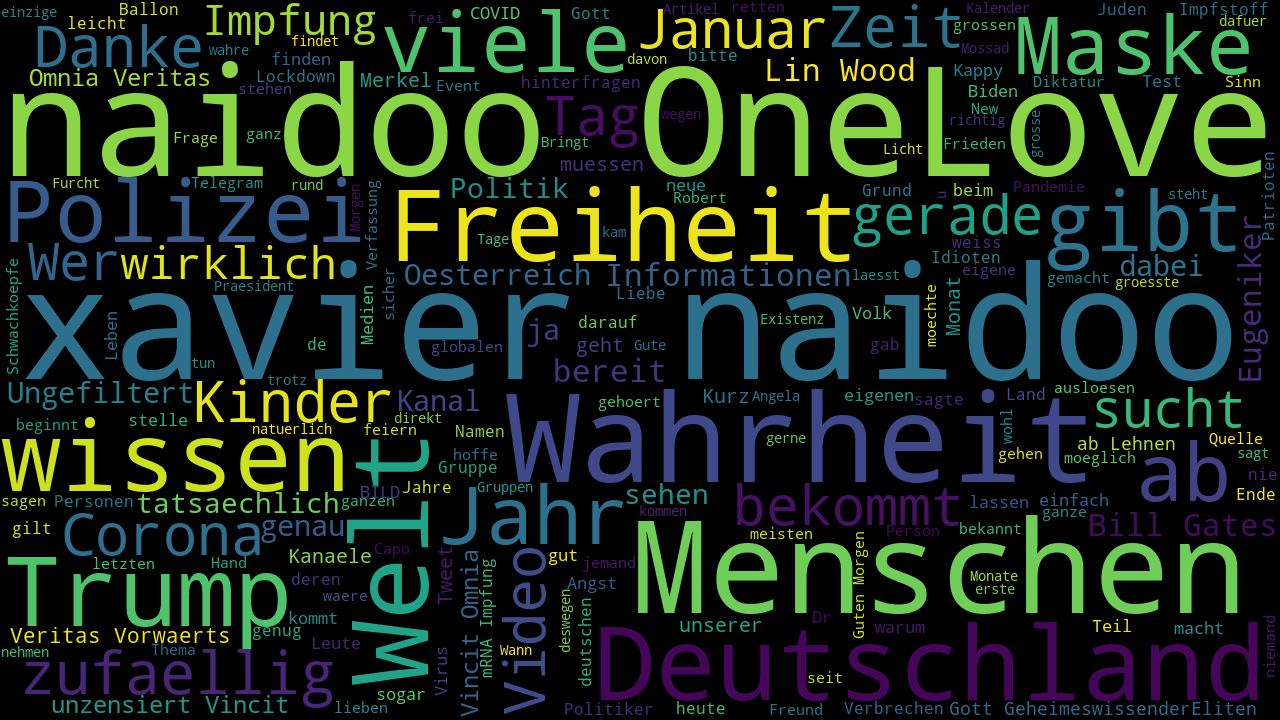 einzige
Ballon
leicht
Impfung
frei
COVID
Gott
Artikel
retten
Kalender
Juden
Impfstoff
Danke
wahre
findet
viele
Januar
Zeit
grossen
dafuer
Maske
finden
davon
bitte
Mossad
Omnia Veritas
Lockdown
Merkel
Event
hinterfragen
Lin Wood
Kappy
Diktatur
Test
Sinn
stehen
Biden
naidoo
OneLove
Tag
wegen
New
richtig
Frage
ganz
Bringt
Licht
Frieden
grosse
muessen
Furcht
Telegram
rund
Morgen
Verfassung
Politik
neue
Robert
Grund
u
beim
Pandemie
steht
Patrioten
Polizei
Freiheit
gerade
gibt
Tage
kam
weiss
Wer
wirklich
Idioten
dabei
Schwachkoepfe
Praesident
sicher
Oesterreich
Informationen
laesst
eigene
gemacht
groesste
Eugeniker
xavier naidoo
Liebe
Leben
de
Medien
globalen
ja
darauf
geht
Gute
Existenz
Volk
gab
moechte
Monat
tun
bereit
Ungefiltert
trotz
Kinder
Kanal
gehoert
Kurz
Angela
eigenen
sagte
Land
ausloesen
sucht
beginnt
stelle
direkt
natuerlich
feiern
Namen
Wahrheit
gerne
wohl
ab Lehnen
Quelle
wissen
Welt
hoffe
Gruppe
gehen
moeglich
sagt
sagen
Personen
tatsaechlich
ganzen
BILD
Jahre
Gruppen
sehen
bekommt
lassen
einfach
ganze
ab
nie
Ende
gilt
Corona
genau
Jahr
kommen
meisten
Person
bekannt
Bill Gates
Kanaele
Capo
Tweet
gut
jemand
Trump
letzten
Hand
deren
waere
Angst
Menschen
Guten Morgen
Monate
erste
kommt
Veritas Vorwaerts
genug
Leute
Virus
Vincit Omnia
mRNA Impfung
Wann
Video
deswegen
deutschen
unserer
Dr
warum
Teil
macht
niemand
nehmen
Thema
zufaellig
Deutschland
seit
sogar
unzensiert Vincit
lieben
Politiker
heute
Freund
Verbrechen
Gott GeheimeswissenderEliten